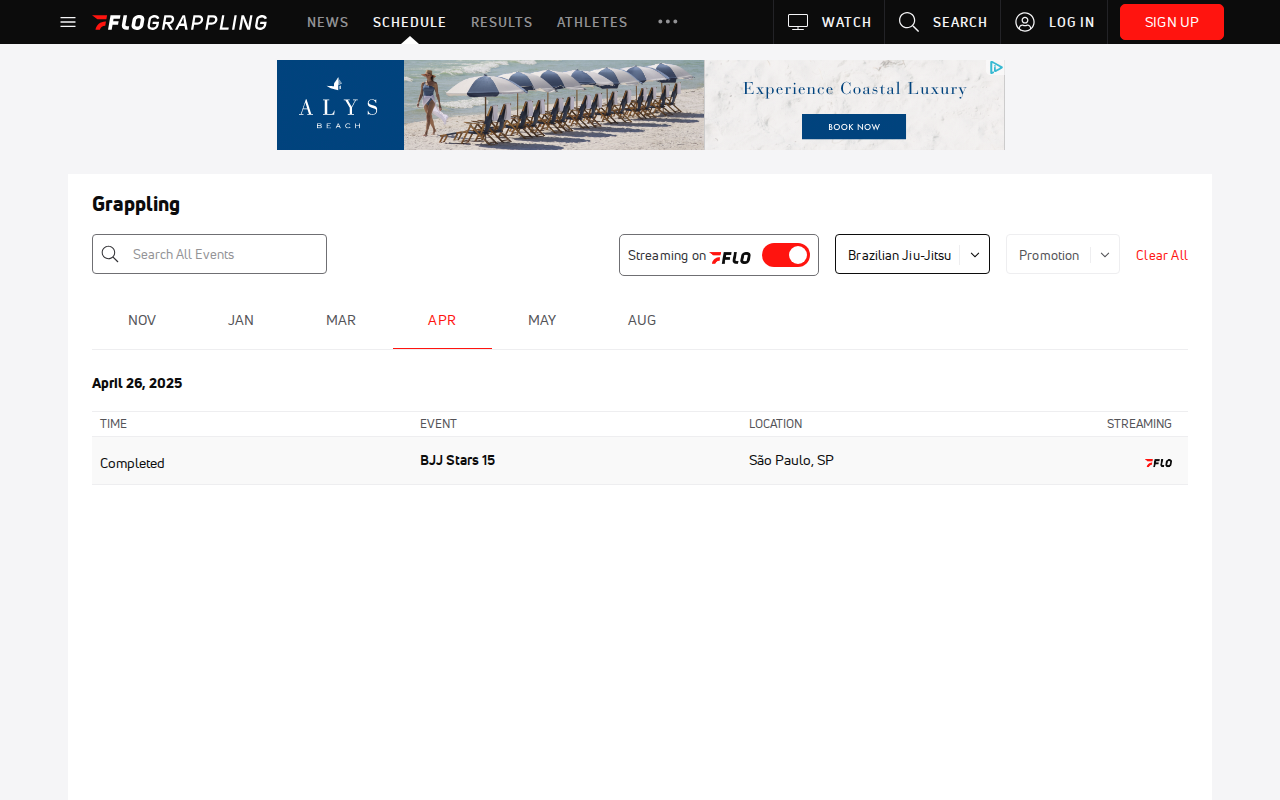 FLOGRAPPLING NEWS SCHEDULE RESULTS ATHLETES WATCH SEARCH LOG IN SIGN UP
ALYS
BEACH
Experience Coastal Luxury
BOOK NOW
Grappling
Search All Events
Streaming on FLO
Brazilian Jiu-Jitsu
Promotion
Clear All
NOV JAN MAR APR MAY AUG
April 26, 2025
TIME EVENT LOCATION STREAMING
Completed BJJ Stars 15 São Paulo, SP FLO